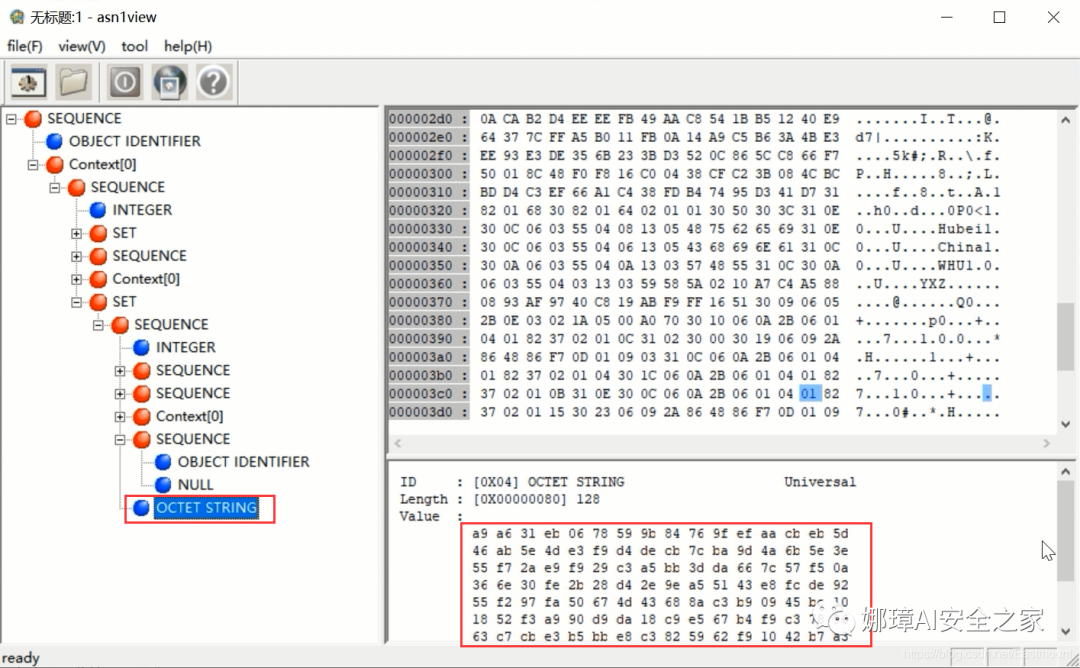 无标题:1 - asn1view
file(F) view(V) tool help(H)
SEQUENCE
OBJECT IDENTIFIER
Context[0]
SEQUENCE
INTEGER
SET
SEQUENCE
Context[0]
SET
SEQUENCE
INTEGER
SEQUENCE
SEQUENCE
Context[0]
SEQUENCE
OBJECT IDENTIFIER
NULL
OCTET STRING
000002d0 : 0A CA B2 D4 EE EE FB 49 AA C8 54 1B B5 12 40 E9 .......I..T...@.
000002e0 : 64 37 7C FF A5 B0 11 FB 0A 14 A9 C5 B6 3A 4B E3 d7|..........:K.
000002f0 : EE 93 E3 DE 35 6B 23 3B D3 52 0C 86 5C C8 66 F7 ....5k#;.R..\.f.
00000300 : 50 01 8C 48 F0 F8 16 C0 04 38 CF C2 3B 08 4C BC P..H.....8..;.L.
00000310 : BD D4 C3 EF 66 A1 C4 38 FD B4 74 95 D3 41 D7 31 ....f..8..t..A.1
00000320 : 82 01 68 30 82 01 64 02 01 01 30 50 30 3C 31 0E ..h0..d...0P0<1.
00000330 : 30 0C 06 03 55 04 08 13 05 48 75 62 65 69 31 0E 0...U....Hubei1.
00000340 : 30 0C 06 03 55 04 06 13 05 43 68 69 6E 61 31 0C 0...U....China1.
00000350 : 30 0A 06 03 55 04 0A 13 03 57 48 55 31 0C 30 0A 0...U....WHU1.0.
00000360 : 06 03 55 04 03 13 03 59 58 5A 02 10 A7 C4 A5 88 ..U....YXZ......
00000370 : 08 93 AF 97 40 C8 19 AB F9 FF 16 51 30 09 06 05 ....@......Q0...
00000380 : 2B 0E 03 02 1A 05 00 A0 70 30 10 06 0A 2B 06 01 +.......p0...+..
00000390 : 04 01 82 37 02 01 0C 31 02 30 00 30 19 06 09 2A ...7...1.0.0...*
000003a0 : 86 48 86 F7 0D 01 09 03 31 0C 06 0A 2B 06 01 04 .H......1...+...
000003b0 : 01 82 37 02 01 04 30 1C 06 0A 2B 06 01 04 01 82 ..7...0...+.....
000003c0 : 37 02 01 0B 31 0E 30 0C 06 0A 2B 06 01 04 01 82 7...1.0...+.....
000003d0 : 37 02 01 15 30 23 06 09 2A 86 48 86 F7 0D 01 09 7...0#..*.H.....
ID : [0X04] OCTET STRING Universal
Length : [0X00000080] 128
Value :
a9 a6 31 eb 06 78 59 9b 84 76 9f ef aa cb eb 5d
46 ab 5e 4d e3 f9 d4 de cb 7c ba 9d 4a 6b 5e 3e
55 f7 2a e9 f9 29 c3 a5 bb 3d da 66 7c 57 f5 0a
36 6e 30 fe 2b 28 d4 2e 9e a5 51 43 e8 fc de 92
55 f2 97 fa 50 67 4d 43 68 8a c3 b9 09 45 bc 10
18 52 f3 a9 90 d9 da 18 c9 e5 67 b4 f9 c3
63 c7 cb e3 b5 bb e8 c3 82 59 62 f9 10 42 b7 a3
娜璋AI安全之家
ready